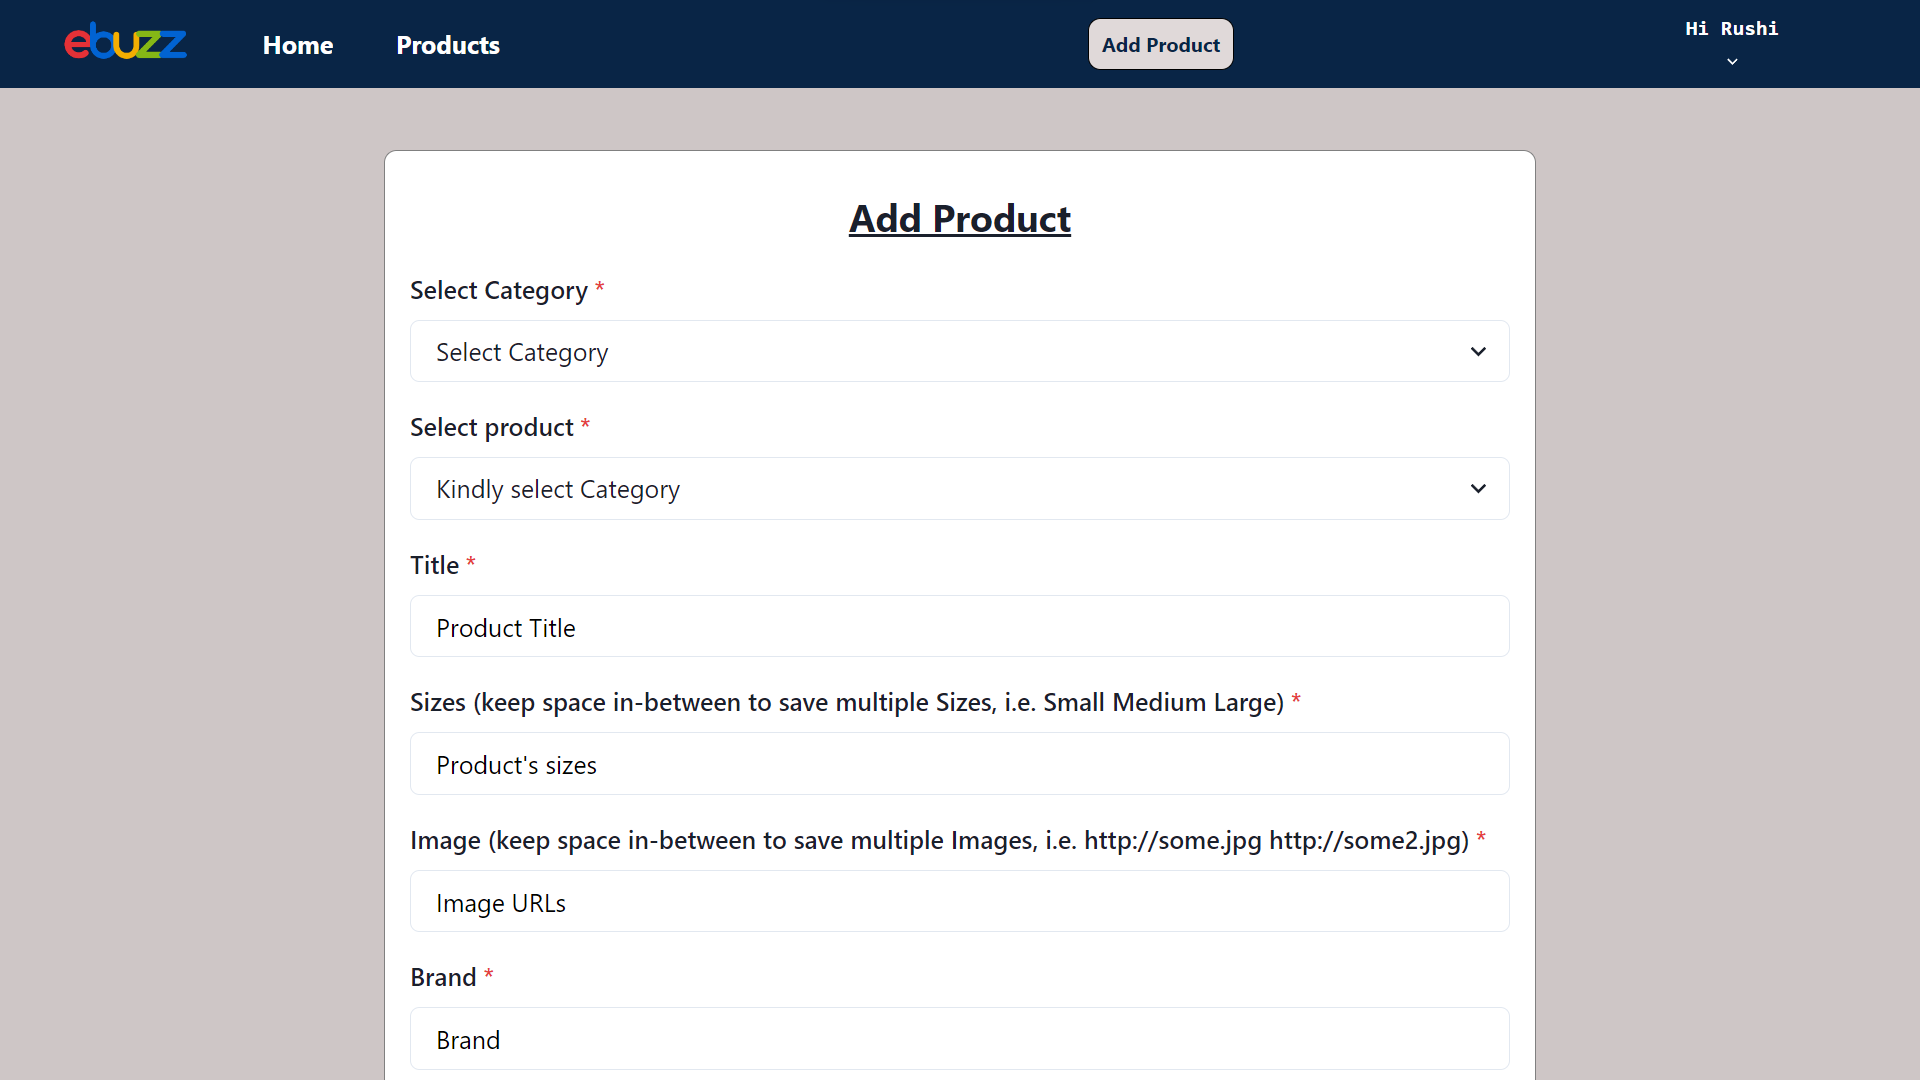 ebuzz
Home
Products
Add Product
Hi Rushi
Add Product
Select Category *
Select Category
Select product *
Kindly select Category
Title *
Product Title
Sizes (keep space in-between to save multiple Sizes, i.e. Small Medium Large) *
Product's sizes
Image (keep space in-between to save multiple Images, i.e. http://some.jpg http://some2.jpg) *
Image URLs
Brand *
Brand